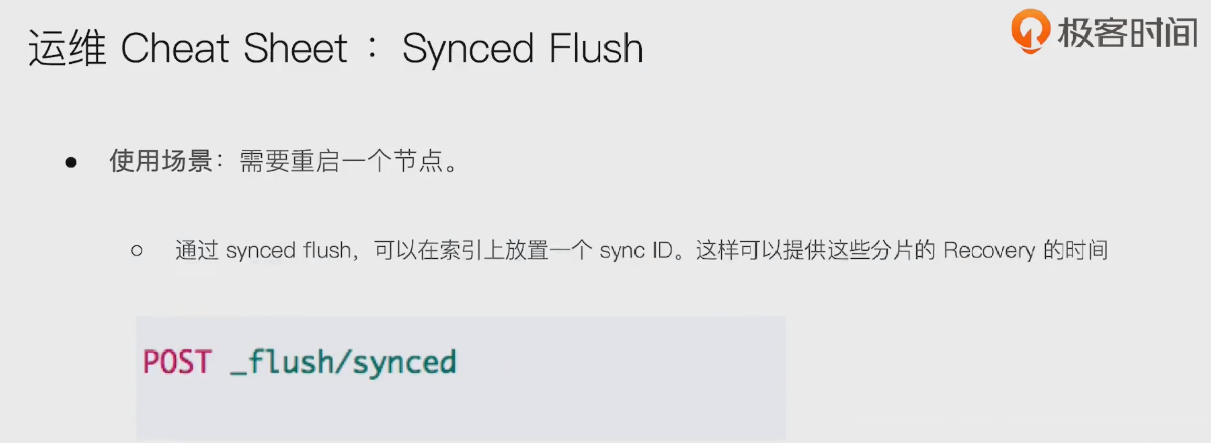 运维 Cheat Sheet ：Synced Flush
极客时间
● 使用场景：需要重启一个节点。
○ 通过 synced flush，可以在索引上放置一个 sync ID。这样可以提供这些分片的 Recovery 的时间
POST _flush/synced